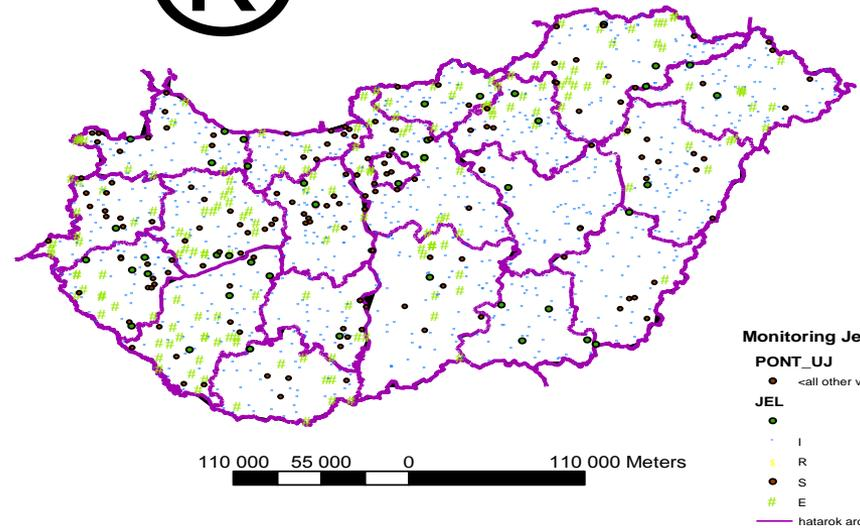 R
110 000 55 000 0 110 000 Meters
Monitoring Je
PONT_UJ
<all other v
JEL
I
R
S
E
hatarok arc